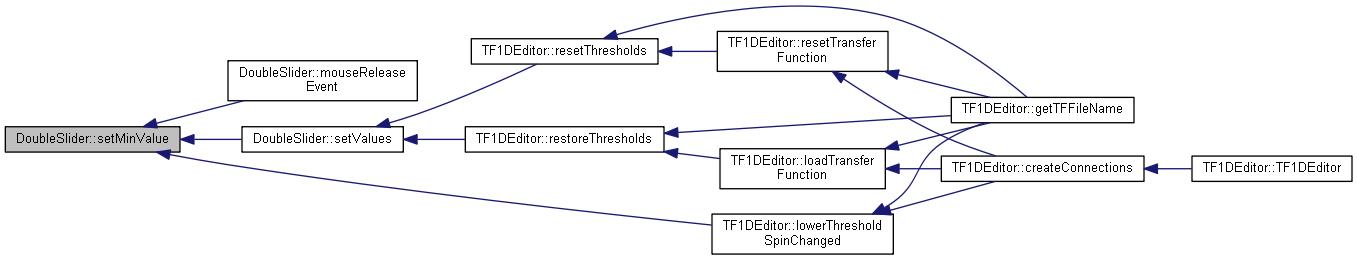 DoubleSlider::setMinValue
DoubleSlider::mouseRelease
Event
DoubleSlider::setValues
TF1DEditor::resetThresholds
TF1DEditor::restoreThresholds
TF1DEditor::resetTransfer
Function
TF1DEditor::loadTransfer
Function
TF1DEditor::lowerThreshold
SpinChanged
TF1DEditor::getTFFileName
TF1DEditor::createConnections
TF1DEditor::TF1DEditor